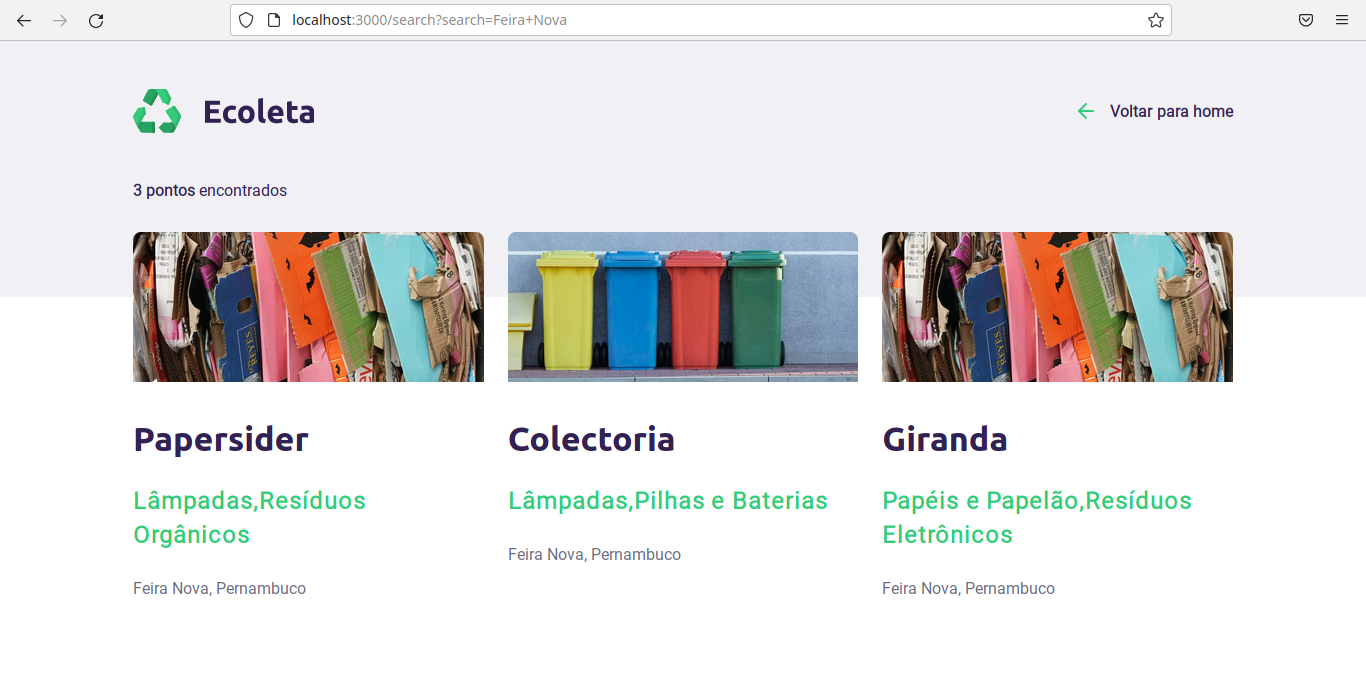 localhost:3000/search?search=Feira+Nova
Ecoleta
Voltar para home
3 pontos encontrados
Papersider
Lâmpadas,Resíduos
Orgânicos
Feira Nova, Pernambuco
Colectoria
Lâmpadas,Pilhas e Baterias
Feira Nova, Pernambuco
Giranda
Papéis e Papelão,Resíduos
Eletrônicos
Feira Nova, Pernambuco